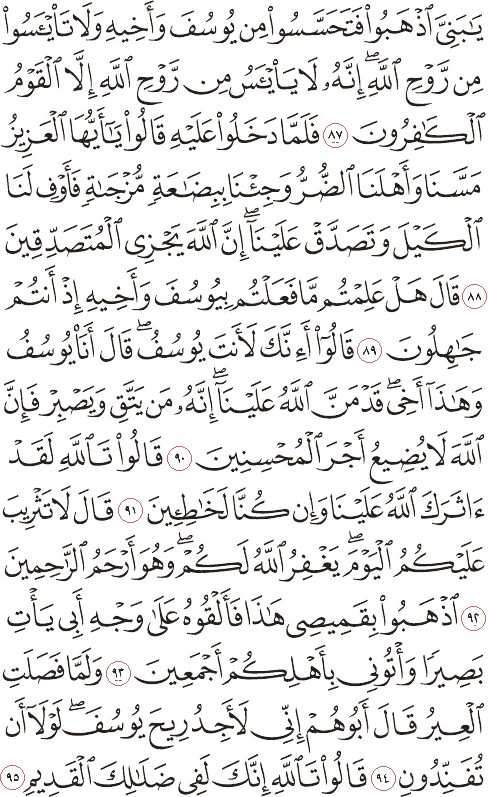 يَٰبَنِيَّ ٱذۡهَبُواْ فَتَحَسَّسُواْ مِن يُوسُفَ وَأَخِيهِ وَلَا تَاْيۡـَٔسُواْ
مِن رَّوۡحِ ٱللَّهِۖ إِنَّهُۥ لَا يَاْيۡـَٔسُ مِن رَّوۡحِ ٱللَّهِ إِلَّا ٱلۡقَوۡمُ
ٱلۡكَٰفِرُونَ ٨٧ فَلَمَّا دَخَلُواْ عَلَيۡهِ قَالُواْ يَٰٓأَيُّهَا ٱلۡعَزِيزُ
مَسَّنَا وَأَهۡلَنَا ٱلضُّرُّ وَجِئۡنَا بِبِضَٰعَةٖ مُّزۡجَىٰةٖ فَأَوۡفِ لَنَا
ٱلۡكَيۡلَ وَتَصَدَّقۡ عَلَيۡنَآۖ إِنَّ ٱللَّهَ يَجۡزِي ٱلۡمُتَصَدِّقِينَ
٨٨ قَالَ هَلۡ عَلِمۡتُم مَّا فَعَلۡتُم بِيُوسُفَ وَأَخِيهِ إِذۡ أَنتُمۡ
جَٰهِلُونَ ٨٩ قَالُوٓاْ أَءِنَّكَ لَأَنتَ يُوسُفُۖ قَالَ أَنَا۠ يُوسُفُ
وَهَٰذَآ أَخِيۖ قَدۡ مَنَّ ٱللَّهُ عَلَيۡنَآۖ إِنَّهُۥ مَن يَتَّقِ وَيَصۡبِرۡ فَإِنَّ
ٱللَّهَ لَا يُضِيعُ أَجۡرَ ٱلۡمُحۡسِنِينَ ٩٠ قَالُواْ تَٱللَّهِ لَقَدۡ
ءَاثَرَكَ ٱللَّهُ عَلَيۡنَا وَإِن كُنَّا لَخَٰطِـِٔينَ ٩١ قَالَ لَا تَثۡرِيبَ
عَلَيۡكُمُ ٱلۡيَوۡمَۖ يَغۡفِرُ ٱللَّهُ لَكُمۡۖ وَهُوَ أَرۡحَمُ ٱلرَّٰحِمِينَ
٩٢ ٱذۡهَبُواْ بِقَمِيصِي هَٰذَا فَأَلۡقُوهُ عَلَىٰ وَجۡهِ أَبِي يَأۡتِ
بَصِيرٗا وَأۡتُونِي بِأَهۡلِكُمۡ أَجۡمَعِينَ ٩٣ وَلَمَّا فَصَلَتِ
ٱلۡعِيرُ قَالَ أَبُوهُمۡ إِنِّي لَأَجِدُ رِيحَ يُوسُفَۖ لَوۡلَآ أَن
تُفَنِّدُونِ ٩٤ قَالُواْ تَٱللَّهِ إِنَّكَ لَفِي ضَلَٰلِكَ ٱلۡقَدِيمِ ٩٥